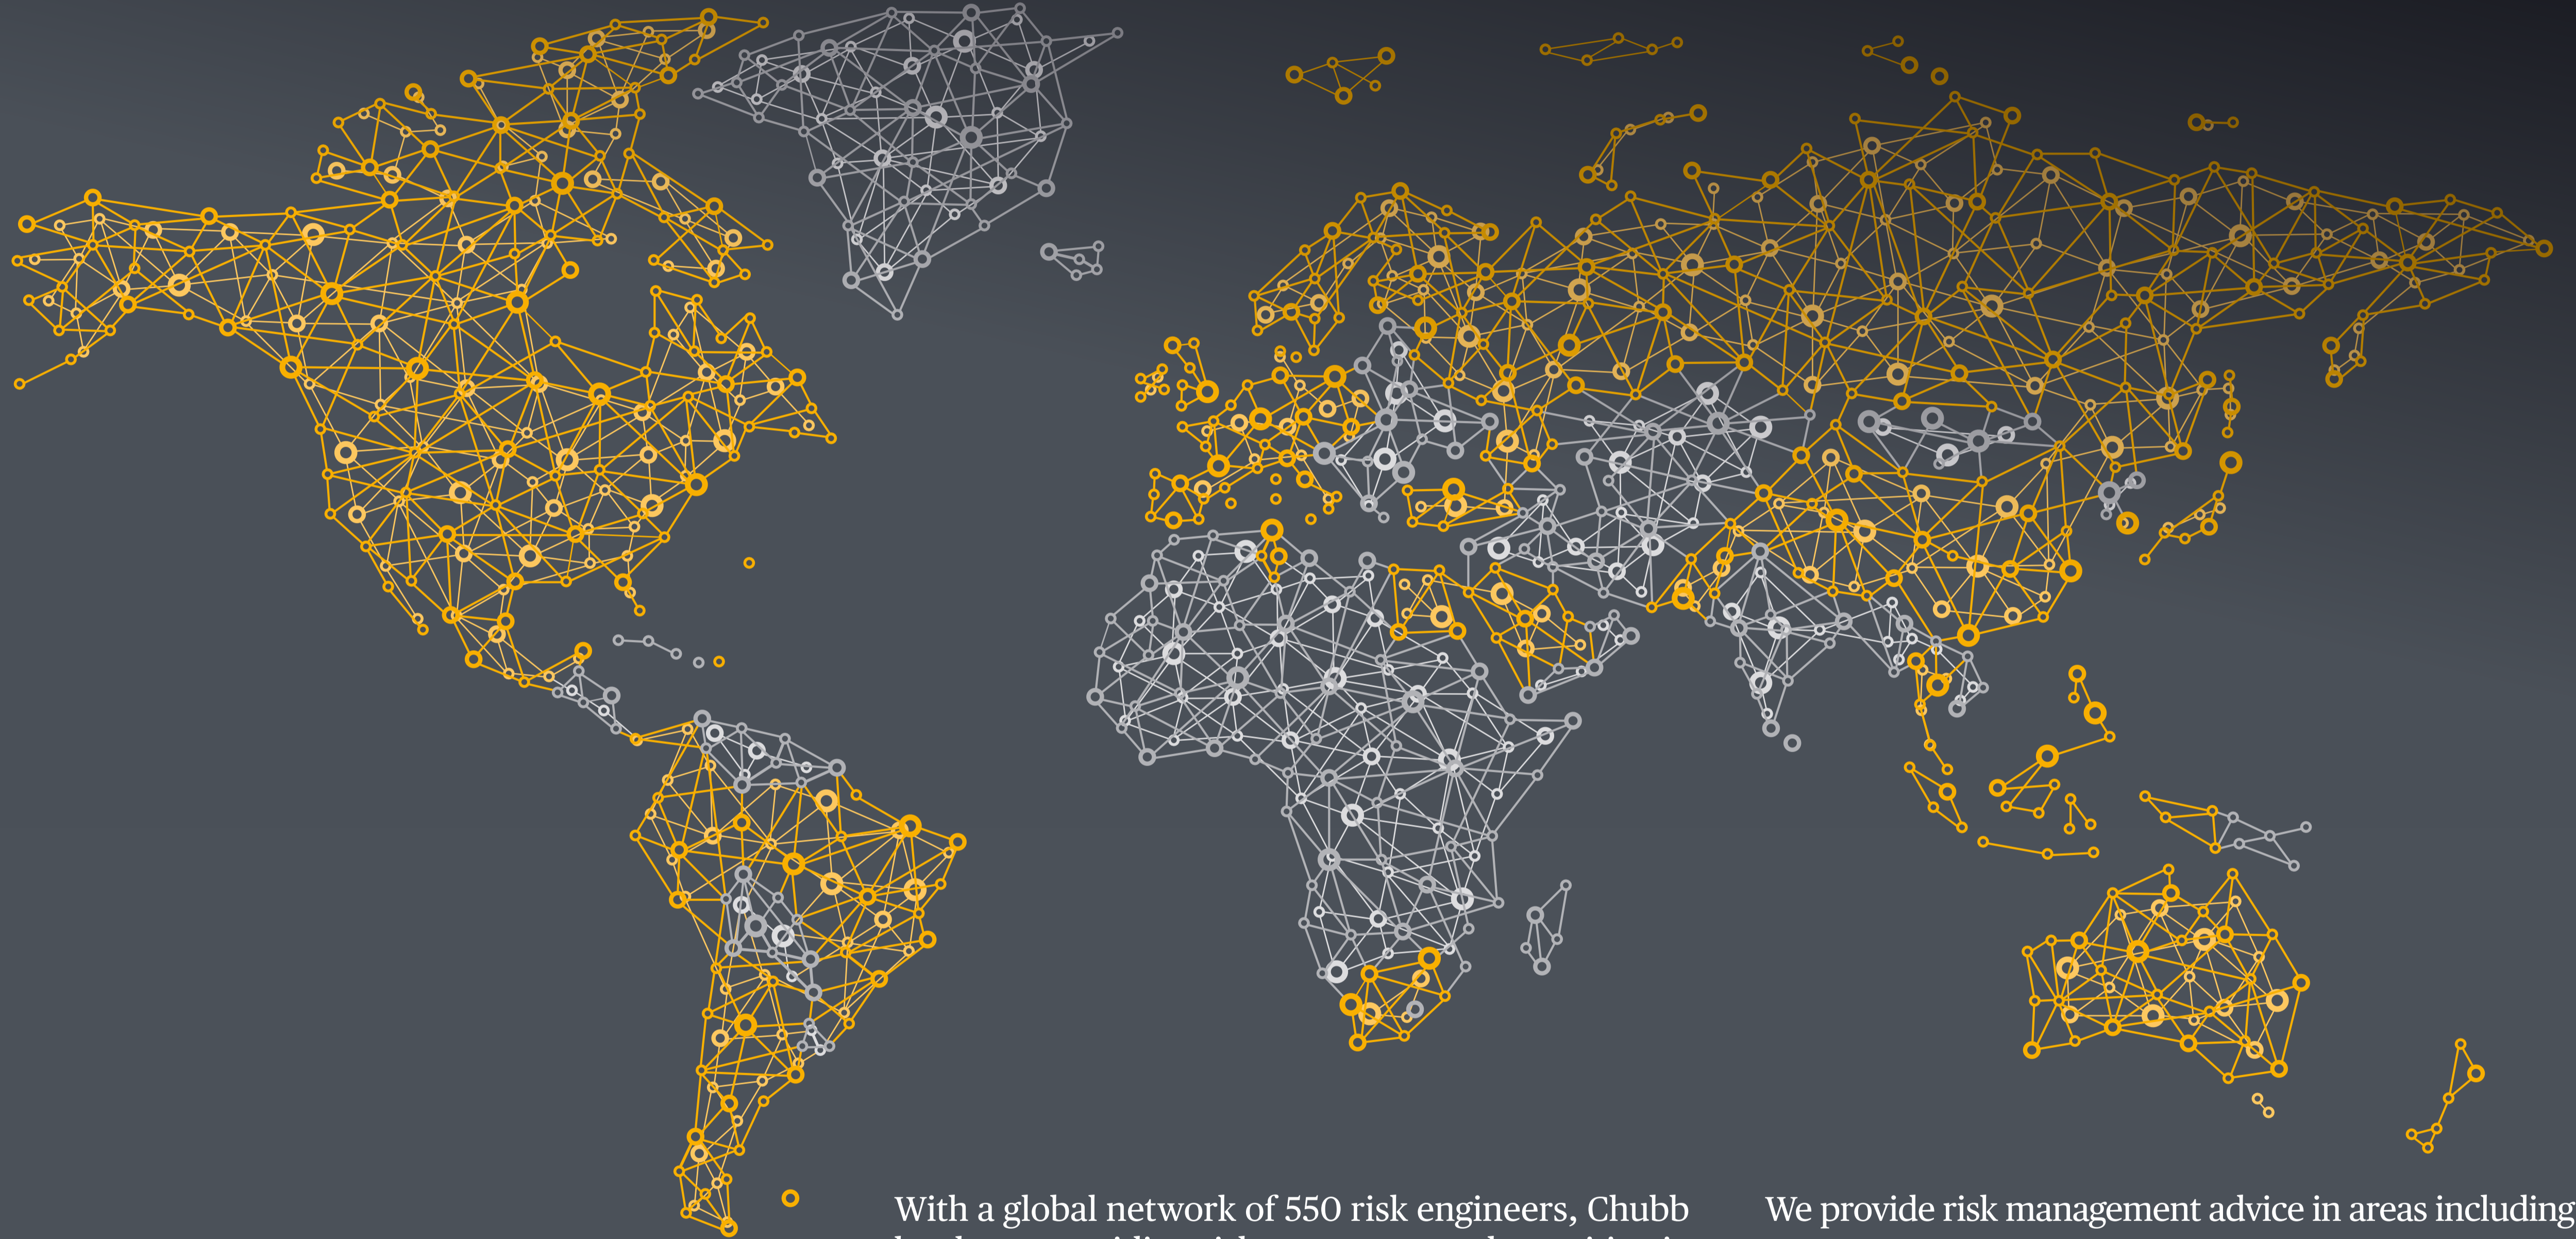 With a global network of 550 risk engineers, Chubb
We provide risk management advice in areas including